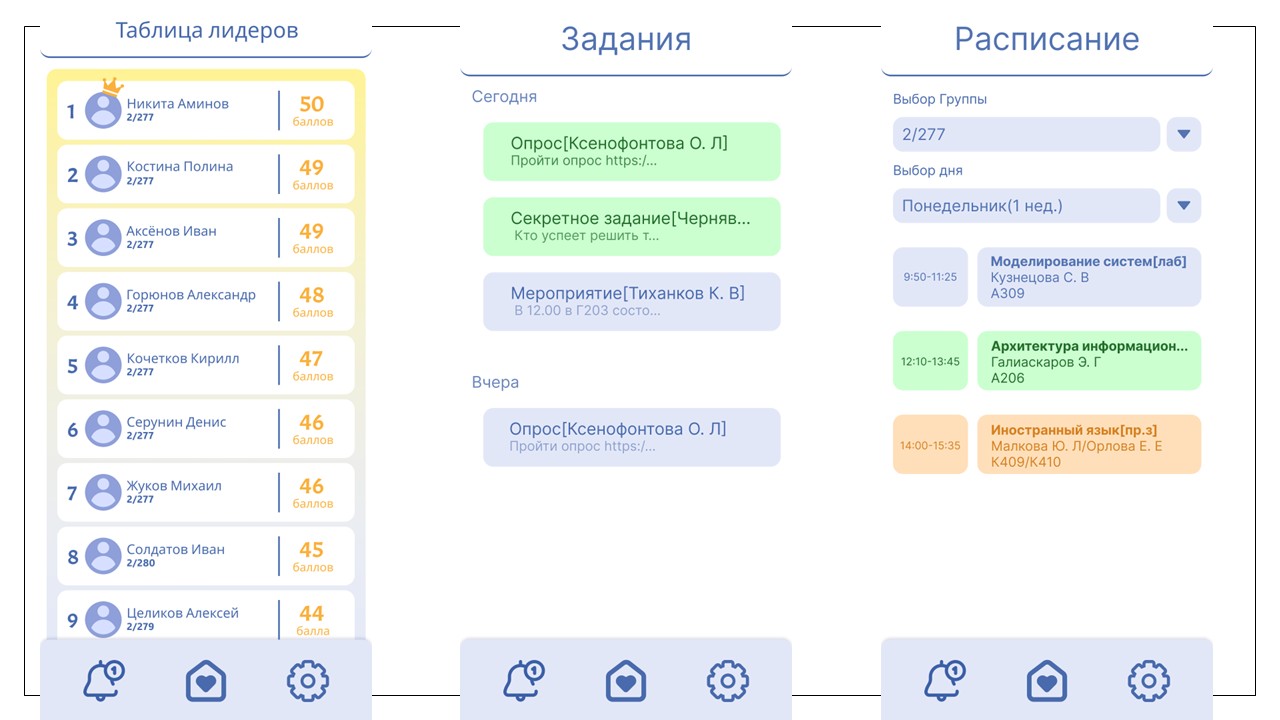 Таблица лидеров
1
Никита Аминов
2/277
50
баллов
2
Костина Полина
2/277
49
баллов
3
Аксёнов Иван
2/277
49
баллов
4
Горюнов Александр
2/277
48
баллов
5
Кочетков Кирилл
2/277
47
баллов
6
Серунин Денис
2/277
46
баллов
7
Жуков Михаил
2/277
46
баллов
8
Солдатов Иван
2/280
45
баллов
9
Целиков Алексей
2/279
44
балла
1
Задания
Сегодня
Опрос[Ксенофонтова О. Л]
Пройти опрос https:/...
Секретное задание[Черняв...
Кто успеет решить т...
Мероприятие[Тиханков К. В]
В 12.00 в Г203 состо...
Вчера
Опрос[Ксенофонтова О. Л]
Пройти опрос https:/...
1
Расписание
Выбор Группы
2/277
Выбор дня
Понедельник(1 нед.)
9:50-11:25
Моделирование систем[лаб]
Кузнецова С. В
А309
12:10-13:45
Архитектура информацион...
Галиаскаров Э. Г
А206
14:00-15:35
Иностранный язык[пр.з]
Малкова Ю. Л/Орлова Е. Е
К409/К410
1